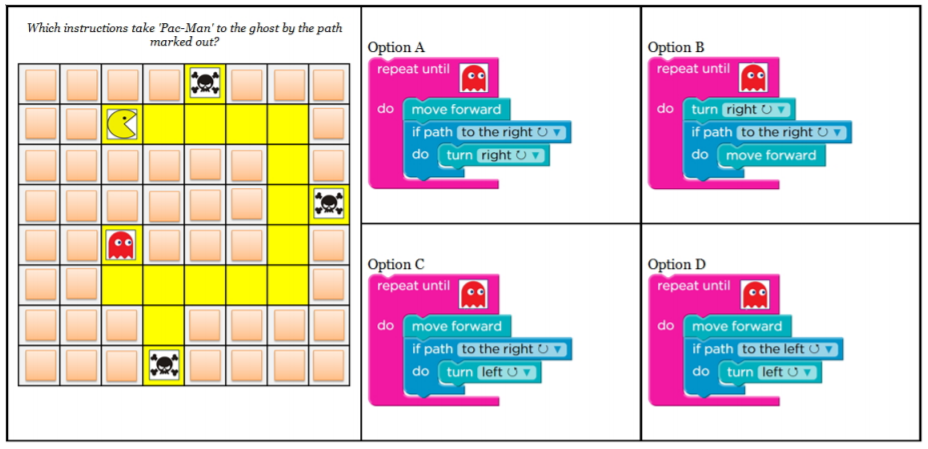 Which instructions take 'Pac-Man' to the ghost by the path
marked out?
Option A
repeat until
do move forward
if path to the right ↻ ▼
do turn right ↻ ▼
Option B
repeat until
do turn right ↻ ▼
if path to the right ↻ ▼
do move forward
Option C
repeat until
do move forward
if path to the right ↻ ▼
do turn left ↺ ▼
Option D
repeat until
do move forward
if path to the left ↺ ▼
do turn left ↺ ▼